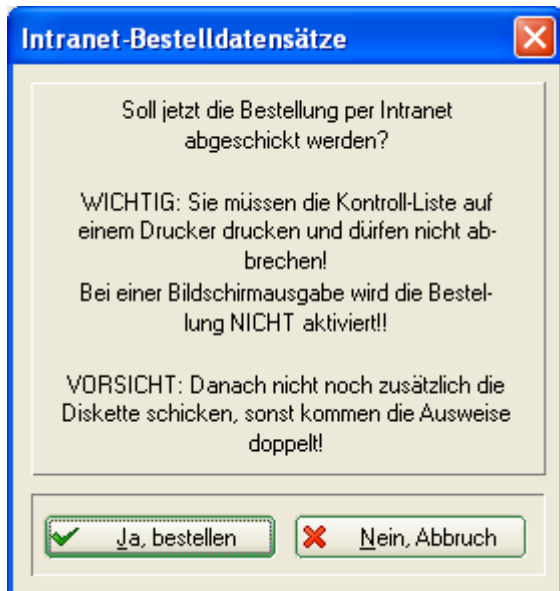 Intranet-Bestelldatensätze
Soll jetzt die Bestellung per Intranet
abgeschickt werden?
WICHTIG: Sie müssen die Kontroll-Liste auf
einem Drucker drucken und dürfen nicht ab-
brechen!
Bei einer Bildschirmausgabe wird die Bestel-
lung NICHT aktiviert!!
VORSICHT: Danach nicht noch zusätzlich die
Diskette schicken, sonst kommen die Ausweise
doppelt!
Ja, bestellen
Nein, Abbruch